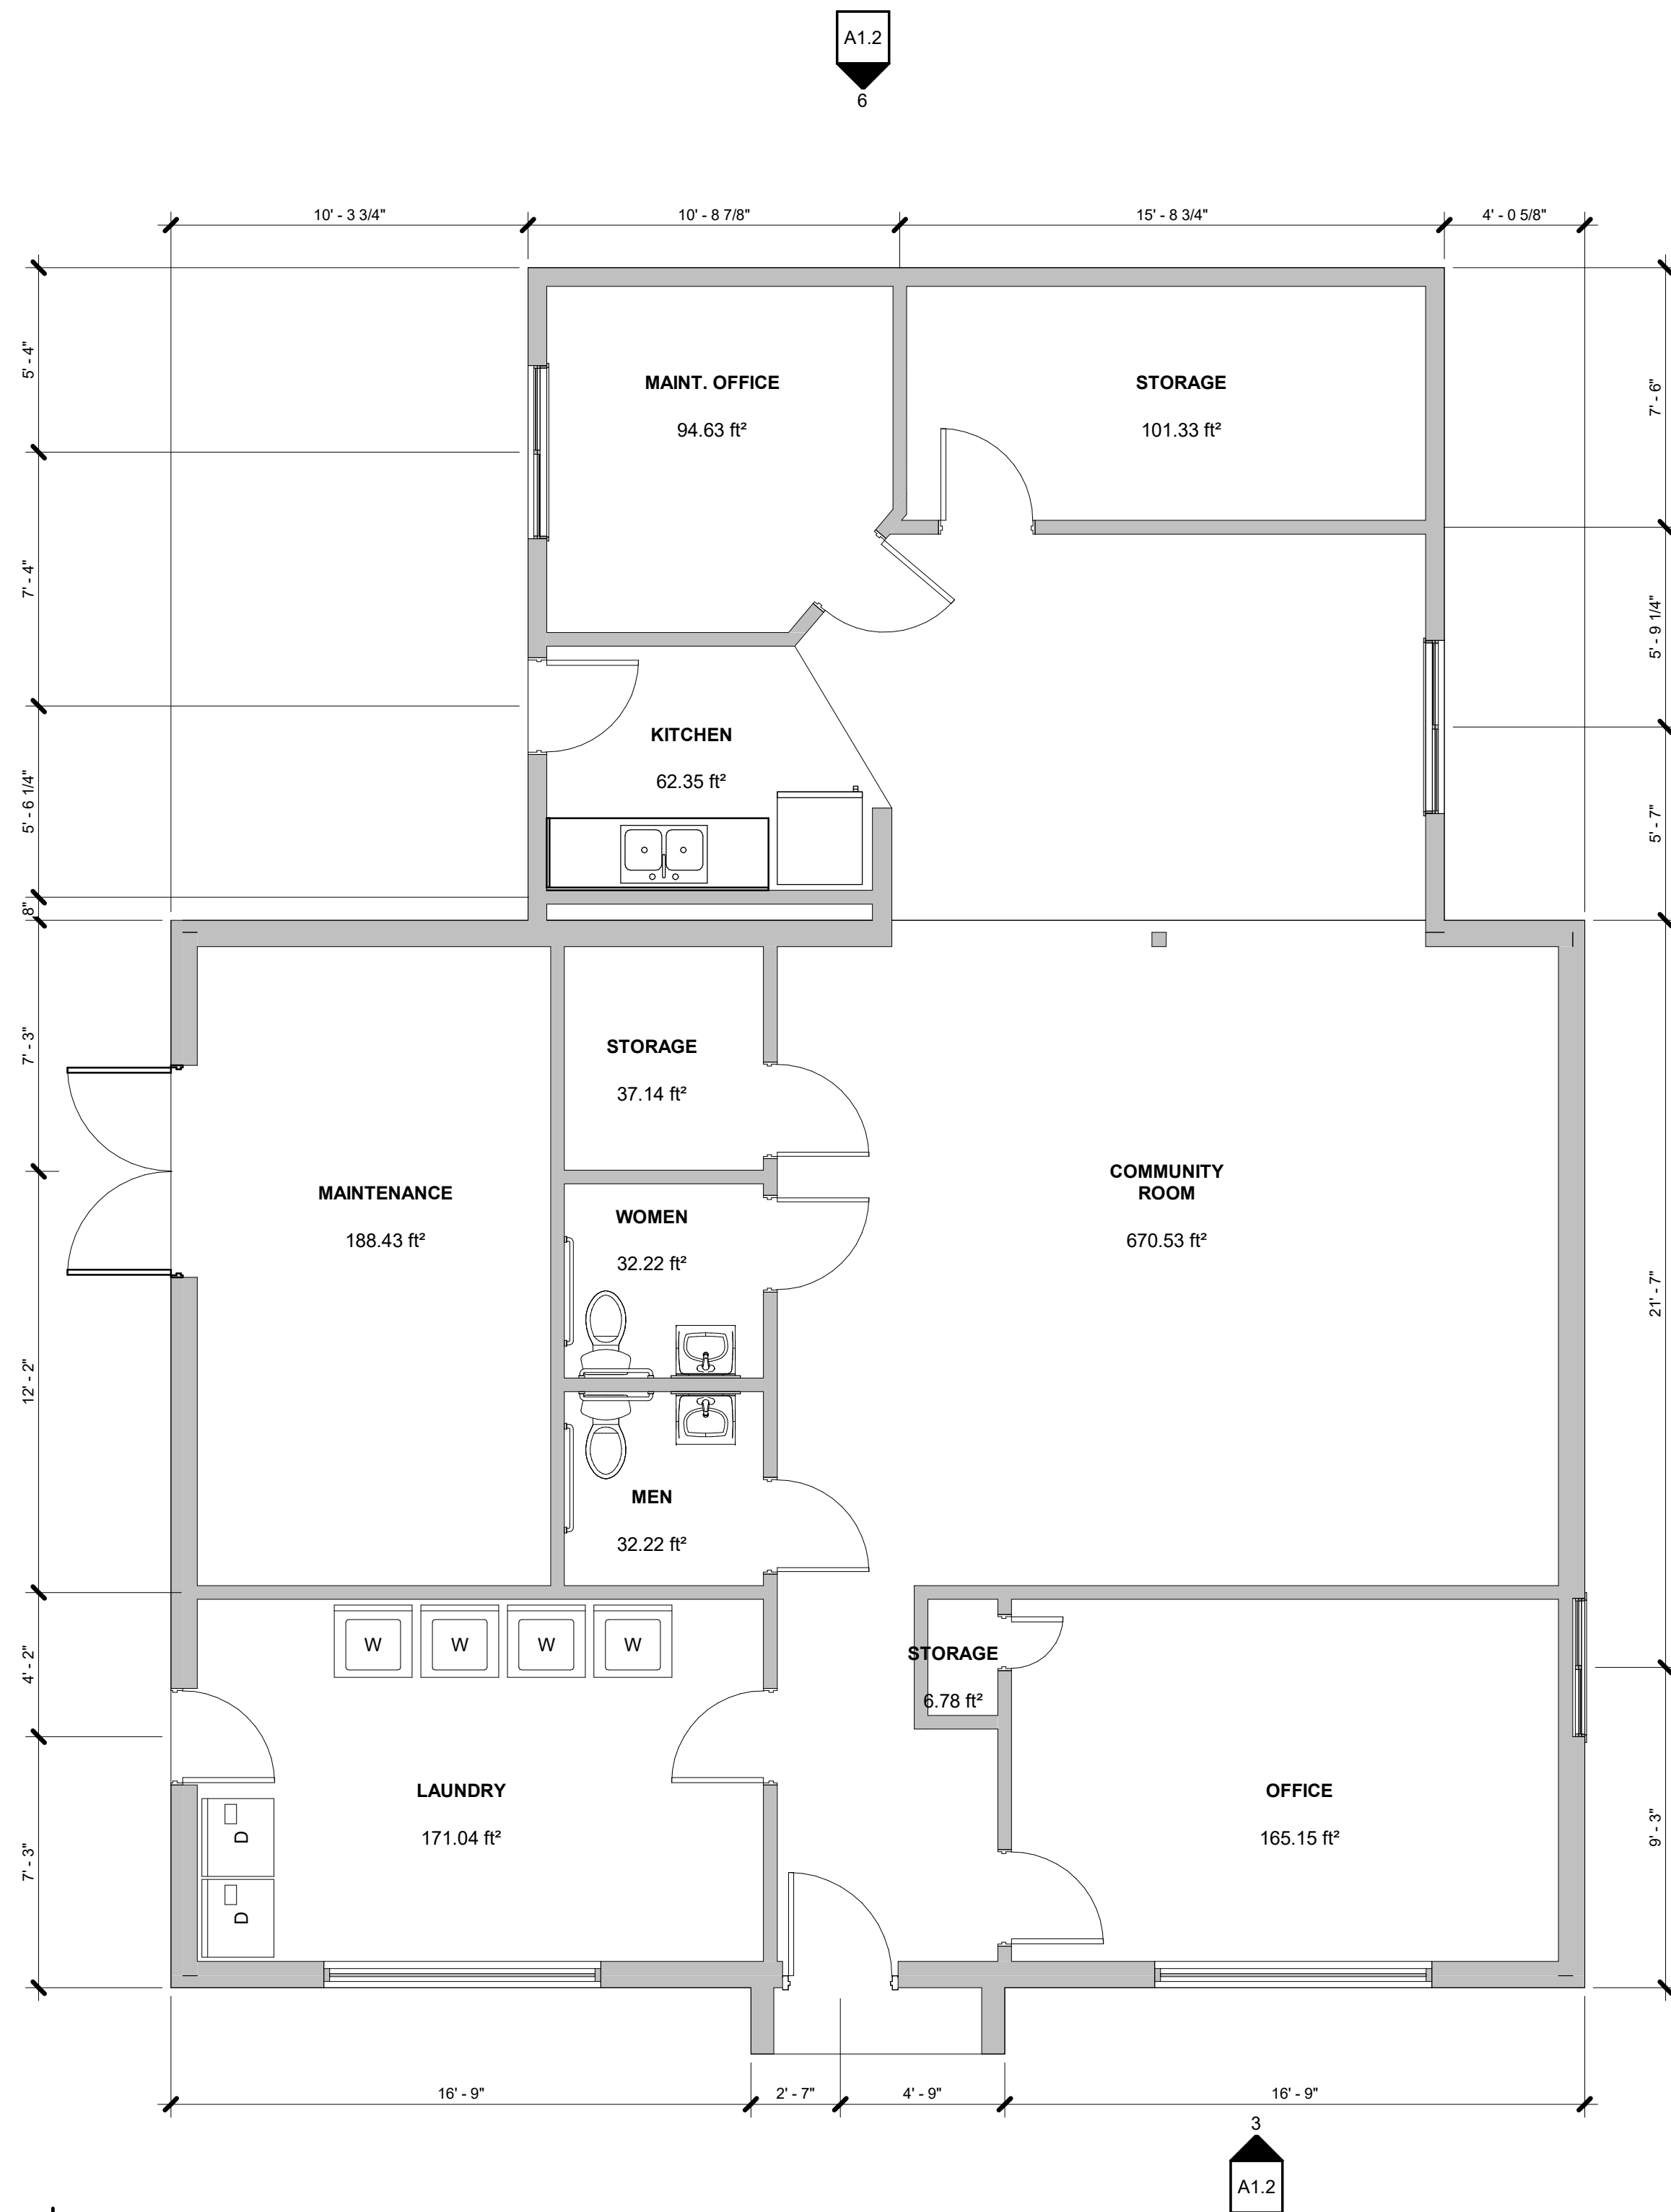 A1.2
6
10' - 3 3/4"
10' - 8 7/8"
15' - 8 3/4"
4' - 0 5/8"
5' - 4"
7' - 4"
5' - 6 1/4"
8"
7' - 3"
12' - 2"
4' - 2"
7' - 3"
MAINT. OFFICE
94.63 ft²
STORAGE
101.33 ft²
KITCHEN
62.35 ft²
STORAGE
37.14 ft²
MAINTENANCE
188.43 ft²
WOMEN
32.22 ft²
COMMUNITY
ROOM
670.53 ft²
MEN
32.22 ft²
W
W
W
W
STORAGE
6.78 ft²
LAUNDRY
171.04 ft²
D
D
OFFICE
165.15 ft²
7' - 6"
5' - 9 1/4"
5' - 7"
21' - 7"
9' - 3"
16' - 9"
2' - 7"
4' - 9"
16' - 9"
3
A1.2